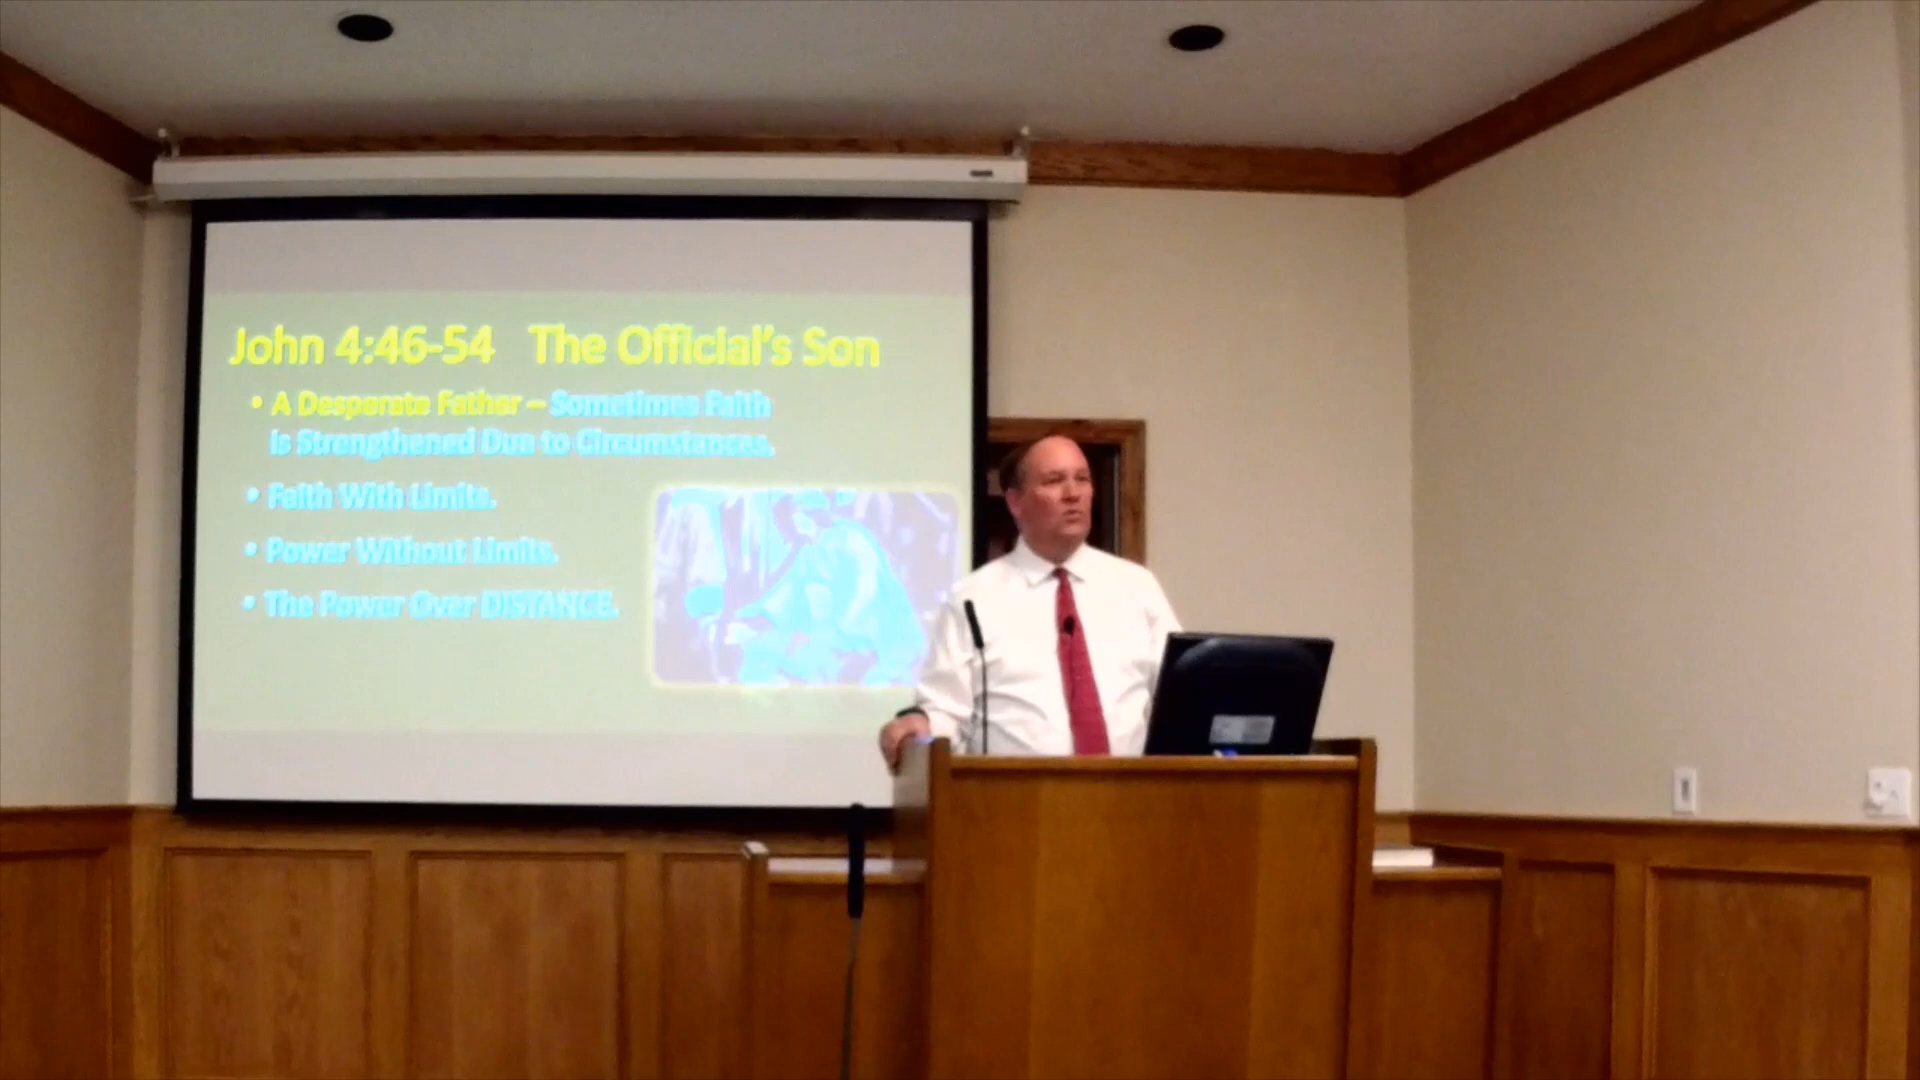 John 4:46-54 The Official's Son
• A Desperate Father – Sometimes Faith
is Strengthened Due to Circumstances.
• Faith With Limits.
• Power Without Limits.
• The Power Over DISTANCE.